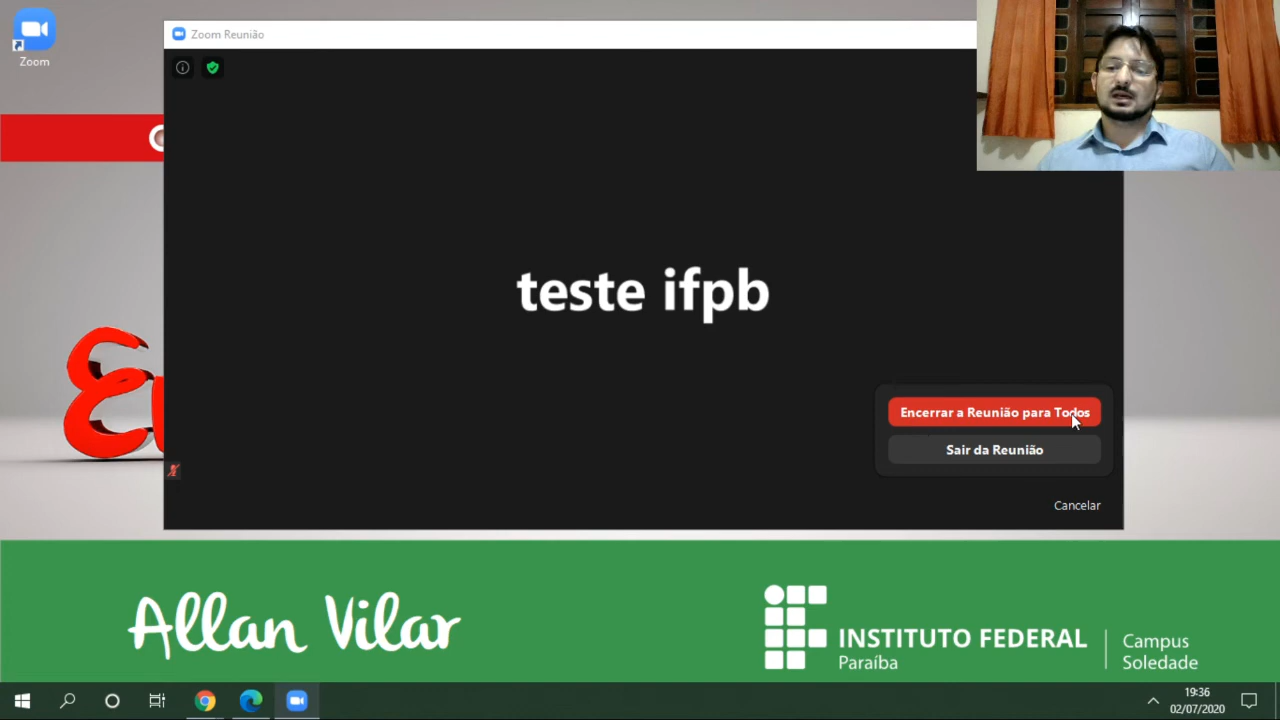 Zoom
Zoom Reunião
teste ifpb
Encerrar a Reunião para Todos
Sair da Reunião
Cancelar
Allan Vilar
INSTITUTO FEDERAL
Paraíba
Campus
Soledade
19:36
02/07/2020